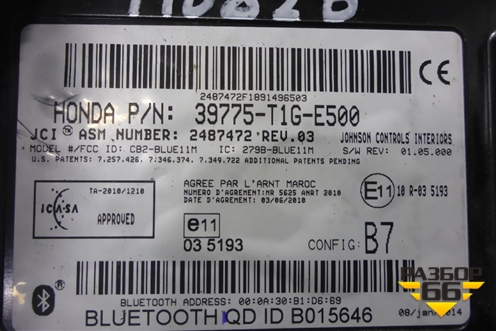 110828
2487472F1891496503
HONDA P/N: 39775-T1G-E500
JCI™ ASM NUMBER: 2487472 REV.03 JOHNSON CONTROLS INTERIORS
MODEL #/FCC ID: CB2-BLUE11M IC: 279B-BLUE11M S/W REV: 01.05.000
U.S. PATENTS: 7.257.426, 7.346.374, 7.349.722 ADDITIONAL PATENTS PENDING
TA-2010/1210
ICASA
APPROVED
AGREE PAR L'ARNT MAROC
NUMERO D'AGREMENT:MR 5625 ANRT 2010
DATE D'AGREMENT: 03/06/2010
E11 10 R-03 5193
e11
03 5193
CONFIG: B7
BLUETOOTH ADDRESS: 00:0A:30:B1:D6:69
BLUETOOTH QD ID B015646
РАЗБОР
66